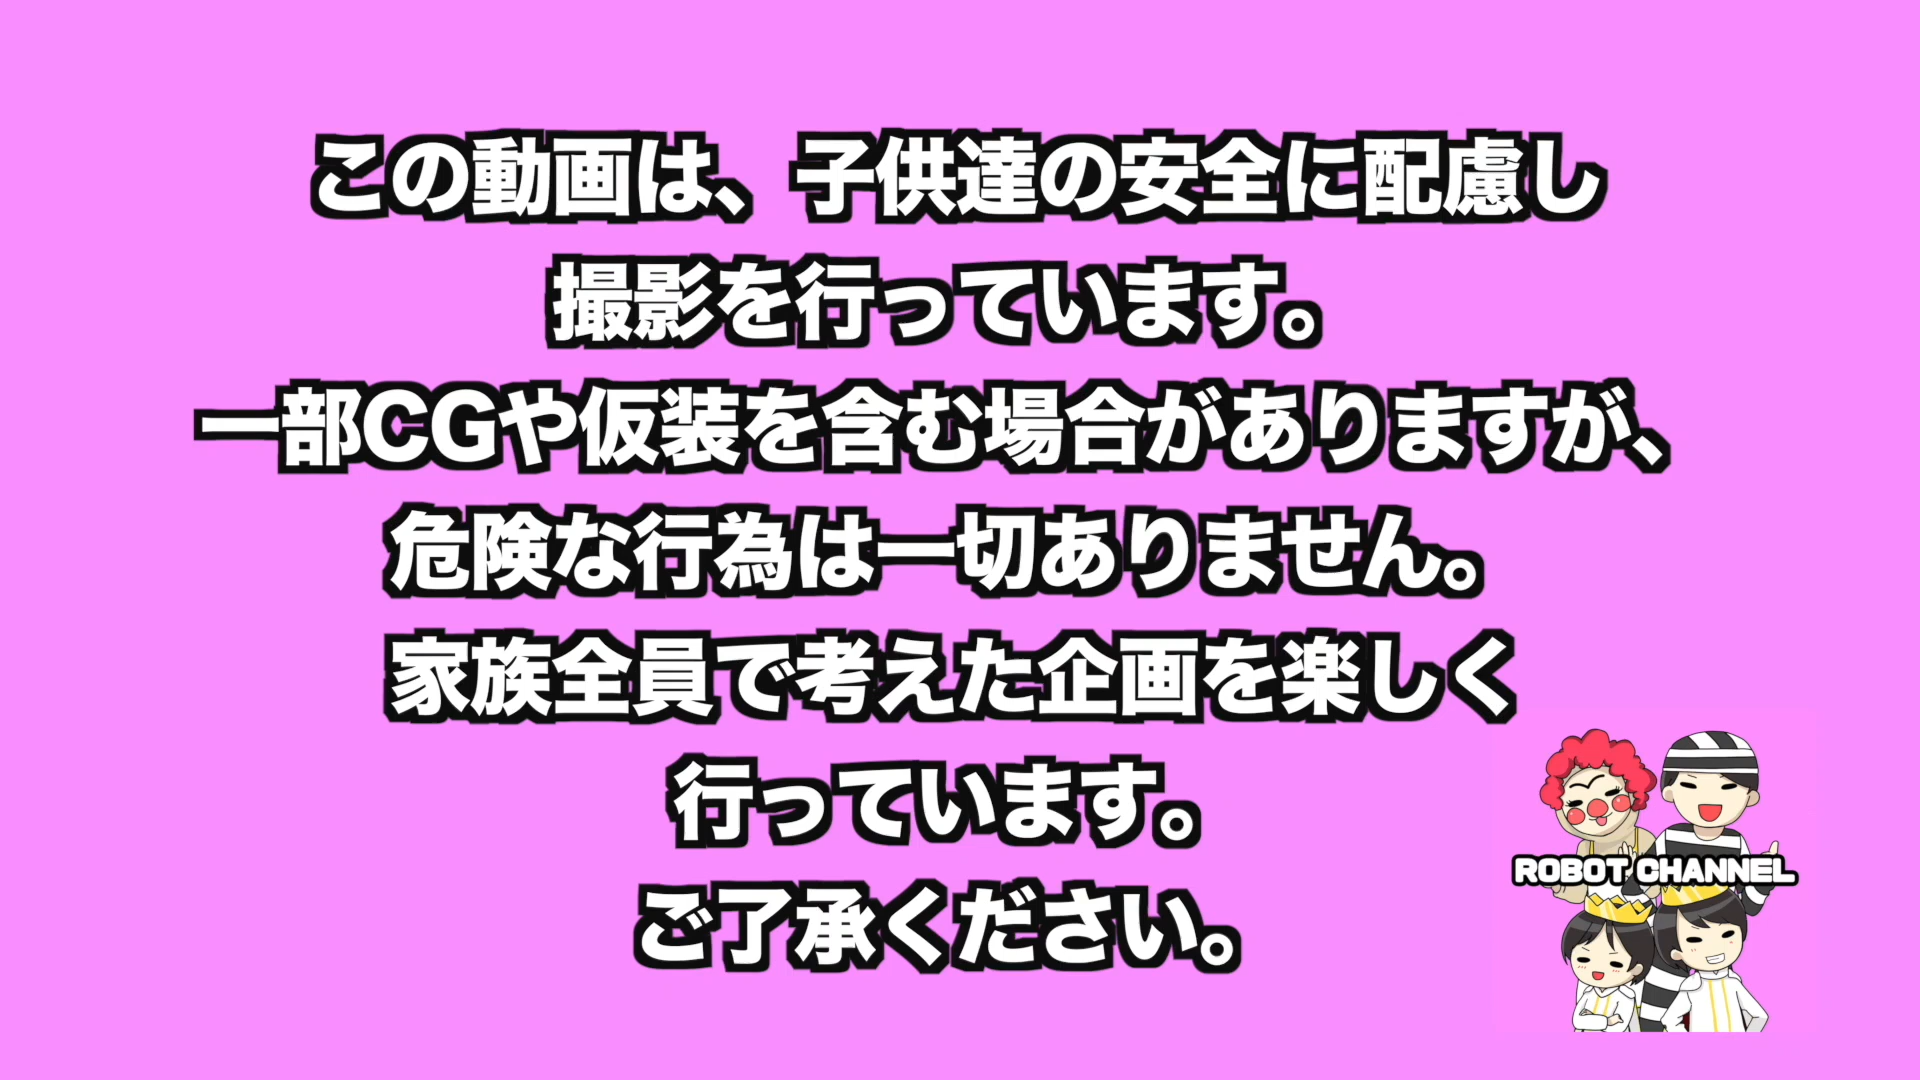 この動画は、子供達の安全に配慮し
撮影を行っています。
一部CGや仮装を含む場合がありますが、
危険な行為は一切ありません。
家族全員で考えた企画を楽しく
行っています。
ご了承ください。
ROBOT CHANNEL